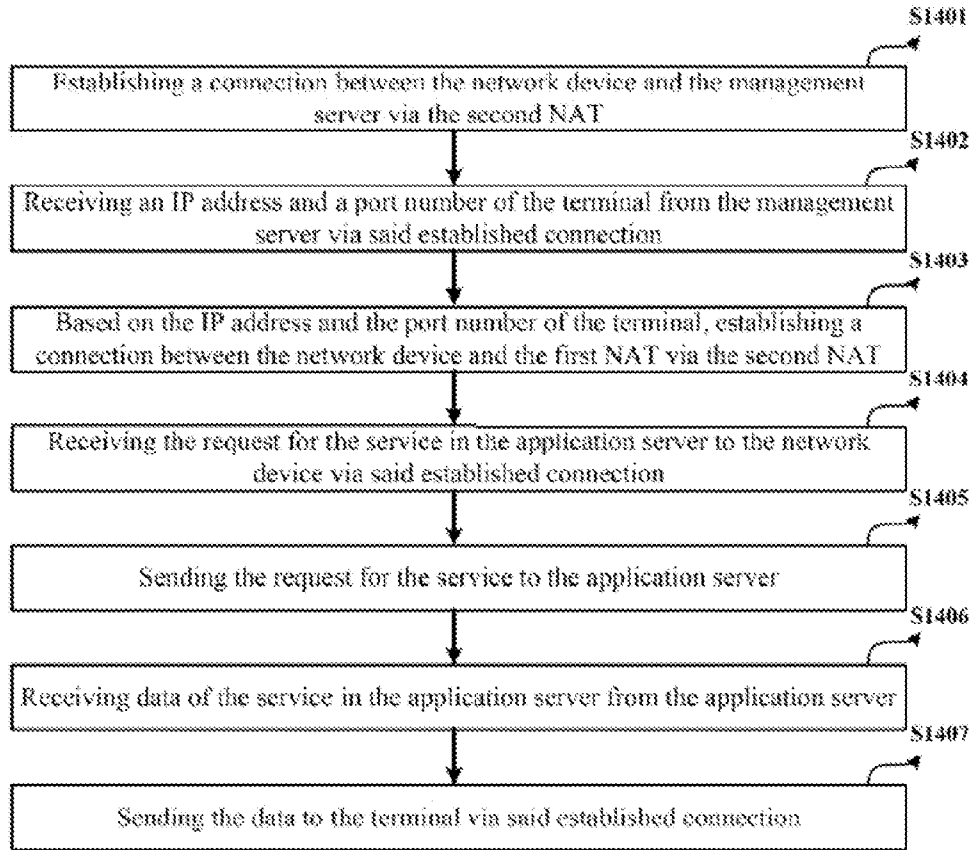 S1401
Establishing a connection between the network device and the management
server via the second NAT
S1402
Receiving an IP address and a port number of the terminal from the management
server via said established connection
S1403
Based on the IP address and the port number of the terminal, establishing a
connection between the network device and the first NAT via the second NAT
S1404
Receiving the request for the service in the application server to the network
device via said established connection
S1405
Sending the request for the service to the application server
S1406
Receiving data of the service in the application server from the application server
S1407
Sending the data to the terminal via said established connection